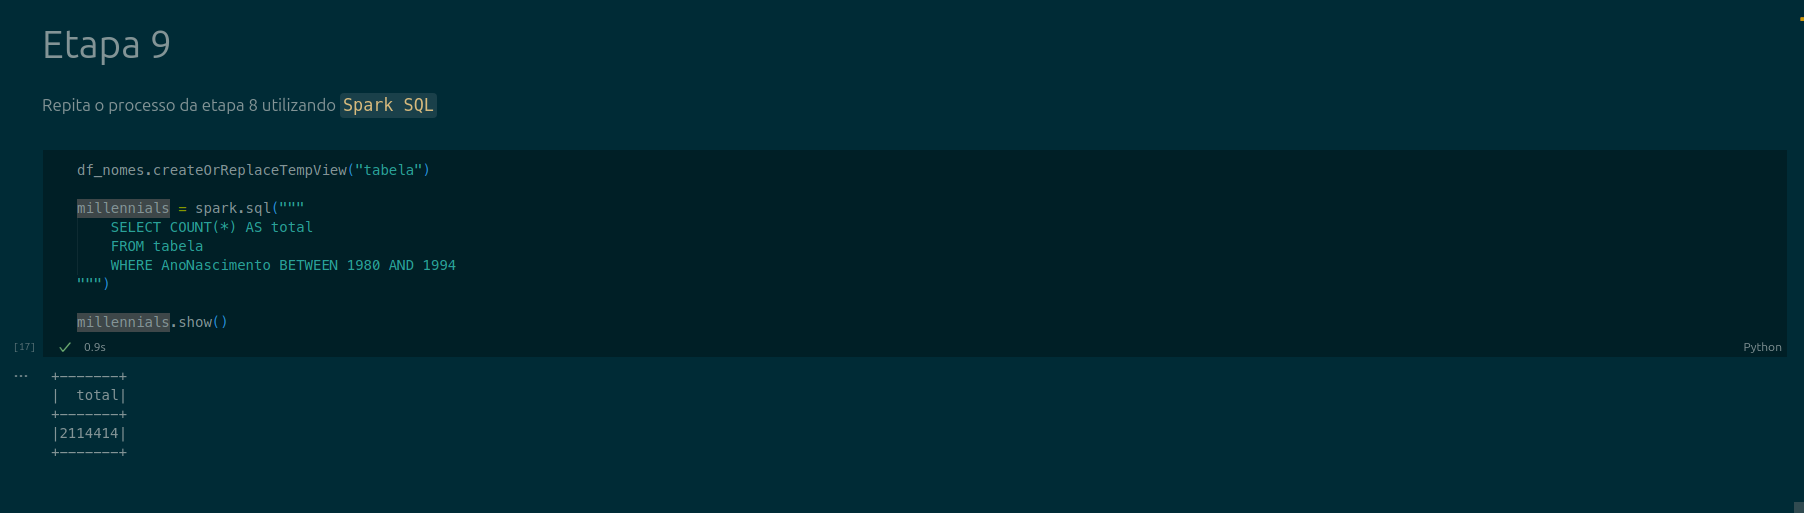 Etapa 9
Repita o processo da etapa 8 utilizando Spark SQL
df_nomes.createOrReplaceTempView("tabela")
millennials = spark.sql("""
    SELECT COUNT(*) AS total
    FROM tabela
    WHERE AnoNascimento BETWEEN 1980 AND 1994
""")
millennials.show()
[17] ✓ 0.9s Python
...
+-------+
|  total|
+-------+
|2114414|
+-------+